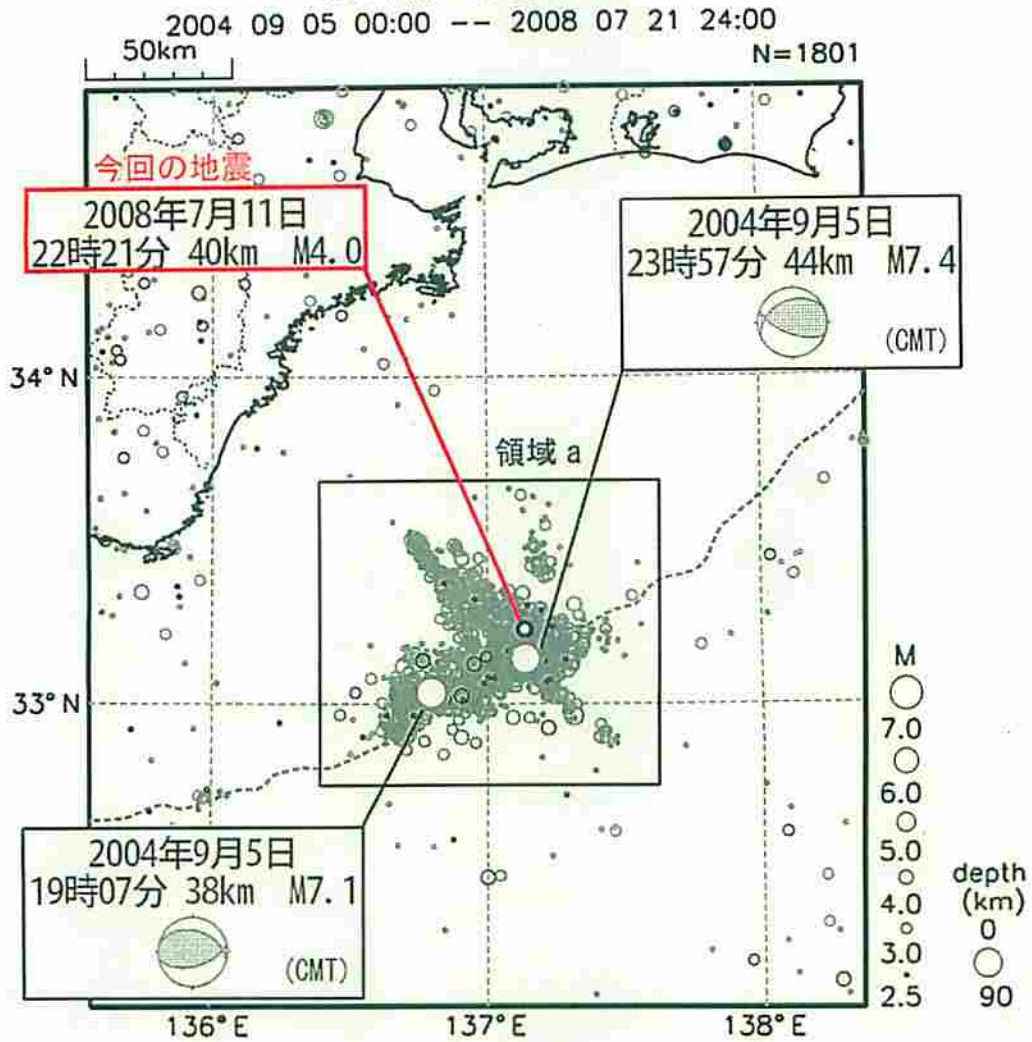 2004 09 05 00:00 -- 2008 07 21 24:00
50km
N=1801
今回の地震
2008年7月11日
22時21分 40km M4.0
2004年9月5日
23時57分 44km M7.4
(CMT)
34°N
領域a
33°N
M
7.0
6.0
5.0
4.0
3.0
2.5
depth
(km)
0
90
2004年9月5日
19時07分 38km M7.1
(CMT)
136°E
137°E
138°E